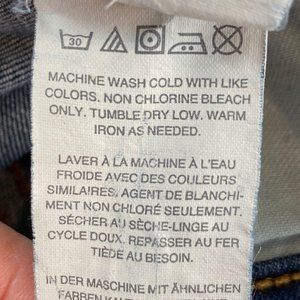 30
MACHINE WASH COLD WITH LIKE
COLORS. NON CHLORINE BLEACH
ONLY. TUMBLE DRY LOW. WARM
IRON AS NEEDED.
LAVER À LA MACHINE À L'EAU
FROIDE AVEC DES COULEURS
SIMILAIRES. AGENT DE BLANCHI-
MENT NON CHLORÉ SEULEMENT.
SÉCHER AU SÈCHE-LINGE AU
CYCLE DOUX. REPASSER AU FER
TIÈDE AU BESOIN.
IN DER MASCHINE MIT ÄHNLICHEN
FARBEN